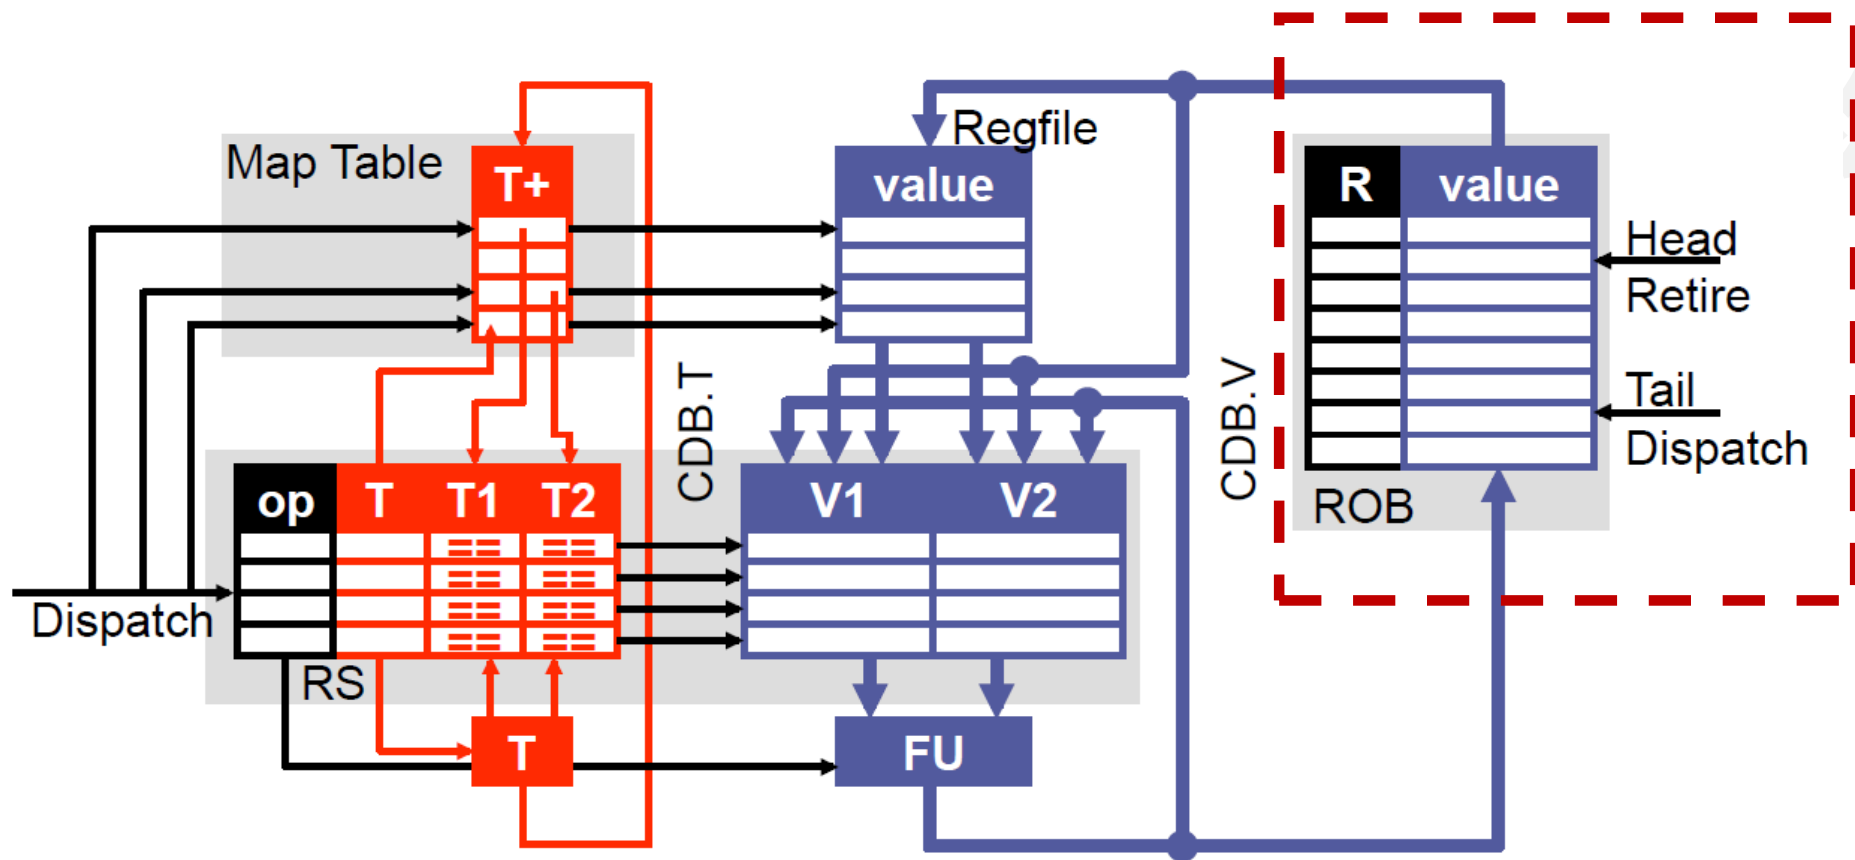 Map Table
T+
Regfile
value
R
value
Head
Retire
Tail
Dispatch
ROB
CDB.T
CDB.V
op
T
T1
T2
V1
V2
==
==
==
==
==
==
==
==
Dispatch
RS
T
FU